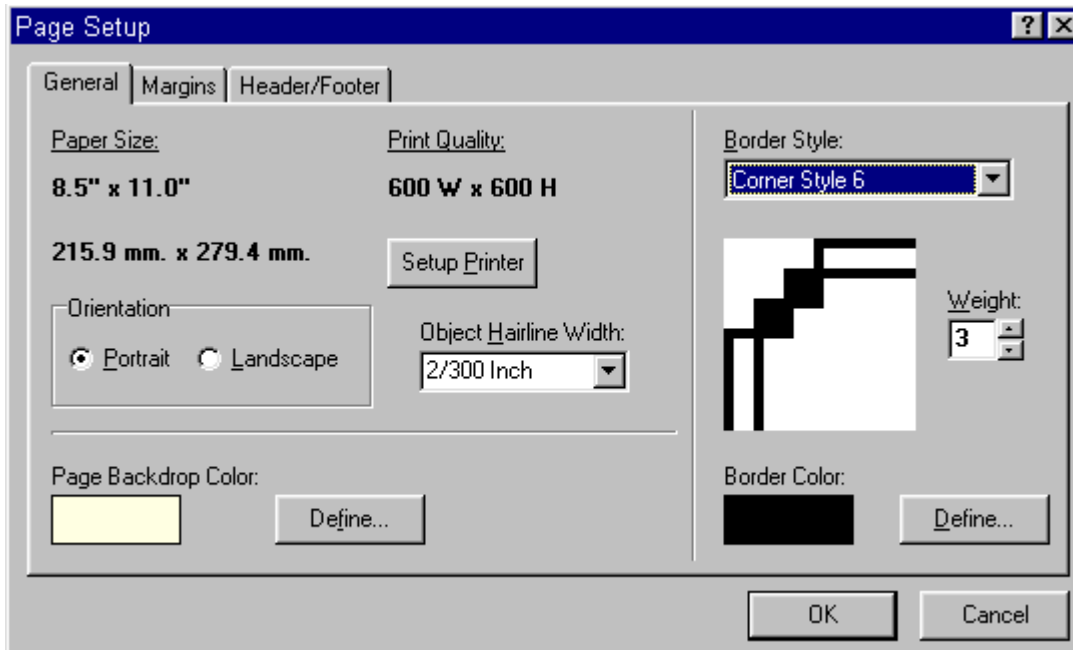 Page Setup
General Margins Header/Footer
Paper Size:
8.5" x 11.0"
215.9 mm. x 279.4 mm.
Print Quality:
600 W x 600 H
Setup Printer
Orientation
Portrait Landscape
Object Hairline Width:
2/300 Inch
Page Backdrop Color:
Define...
Border Style:
Corner Style 6
Weight:
3
Border Color:
Define...
OK Cancel